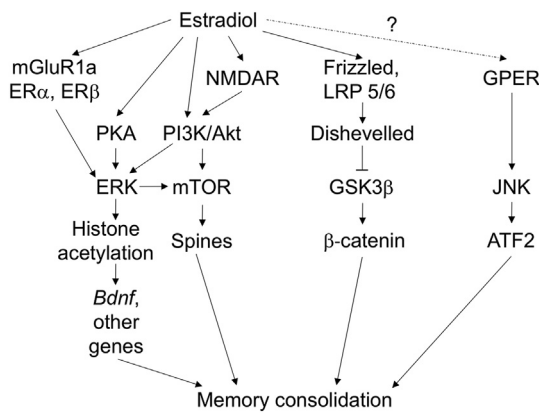 Estradiol
?
mGluR1a
ERα, ERβ
NMDAR
Frizzled,
LRP 5/6
GPER
PKA
PI3K/Akt
Dishevelled
ERK
mTOR
GSK3β
JNK
Histone
acetylation
Spines
β-catenin
ATF2
Bdnf,
other
genes
Memory consolidation